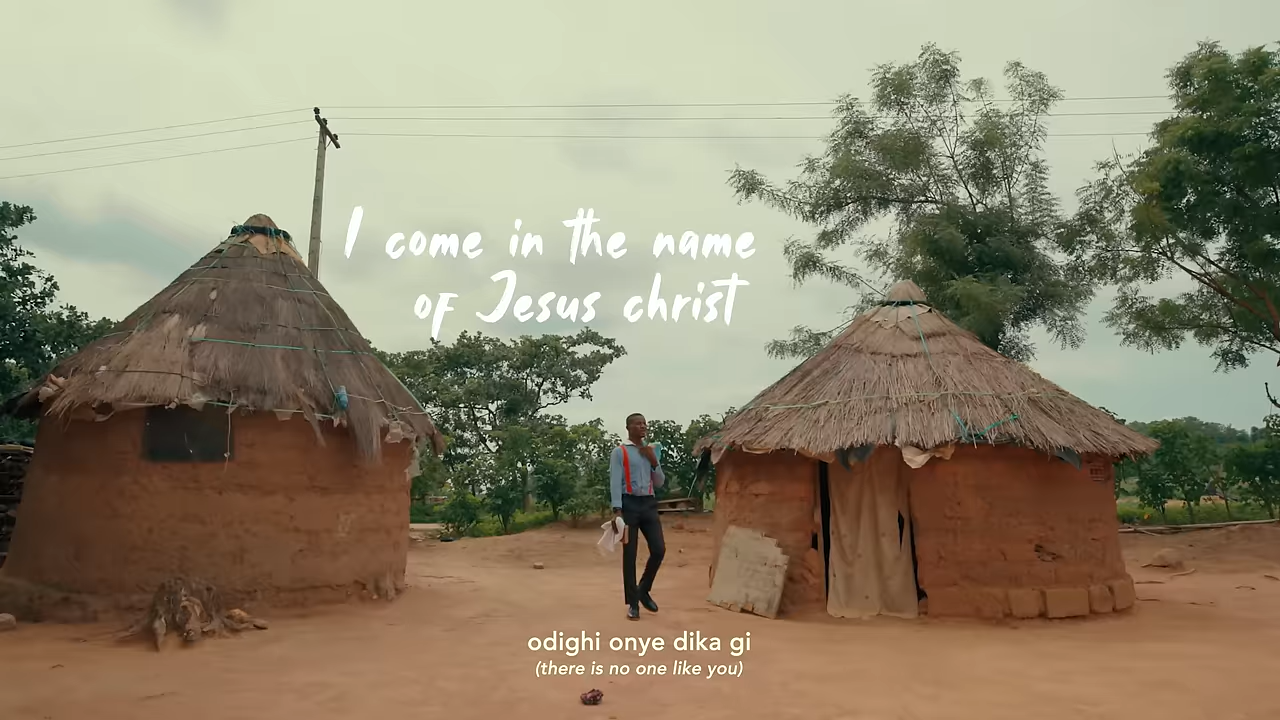 I come in the name
of Jesus christ
odighi onye dika gi
(there is no one like you)